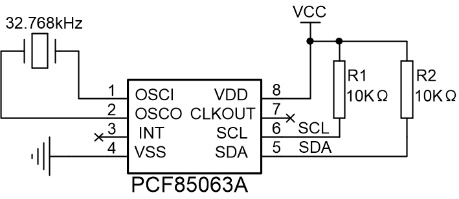 32.768kHz
VCC
R1
10KΩ
R2
10KΩ
1 OSCI VDD 8
2 OSCO CLKOUT 7
3 INT SCL 6 SCL
4 VSS SDA 5 SDA
PCF85063A